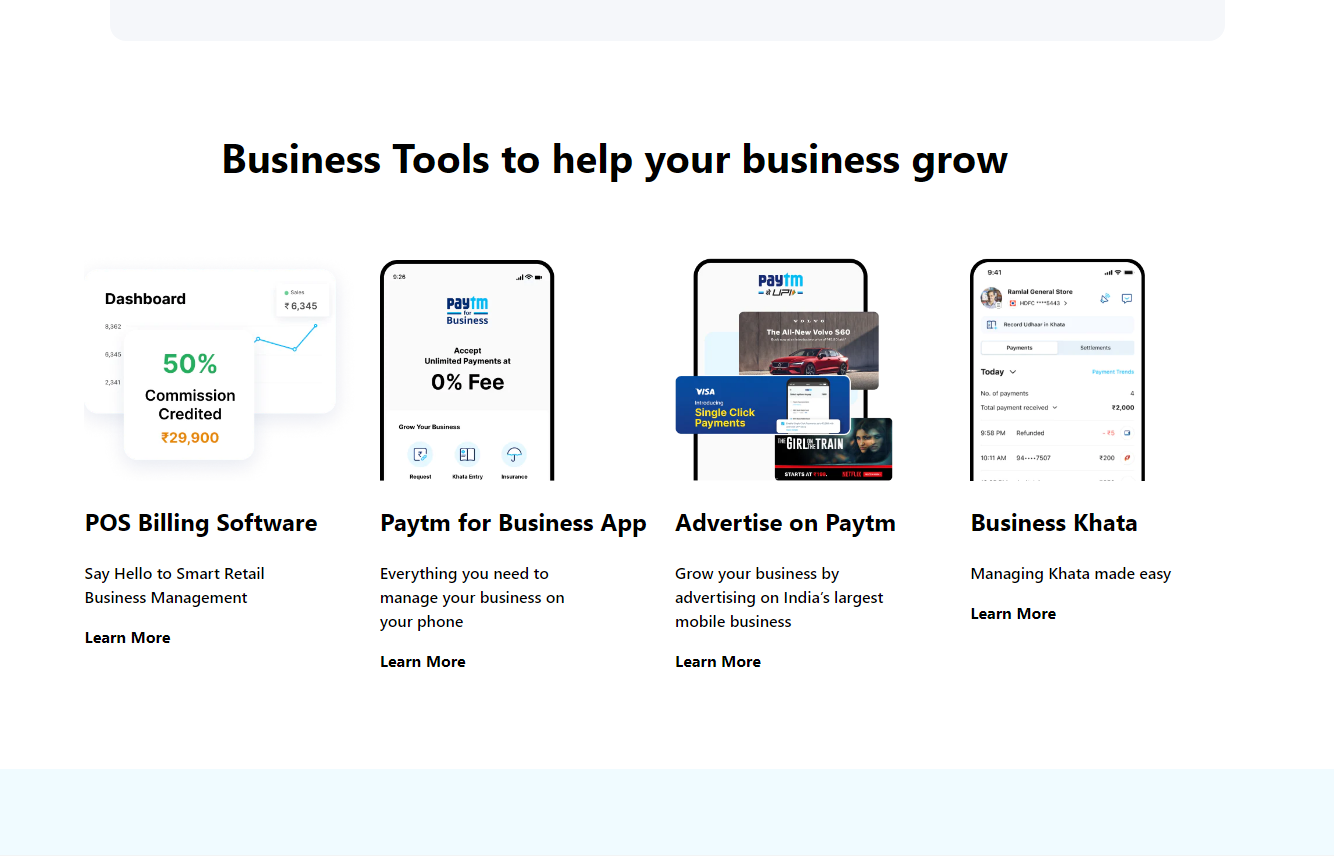 Business Tools to help your business grow
Dashboard
Sales
₹ 6,345
8,362
6,345
2,341
50%
Commission
Credited
₹29,900
POS Billing Software
Say Hello to Smart Retail
Business Management
Learn More
9:26
paytm
for
Business
Accept
Unlimited Payments at
0% Fee
Grow Your Business
Request
Khata Entry
Insurance
Paytm for Business App
Everything you need to
manage your business on
your phone
Learn More
paytm
UPI
VOLVO
The All-New Volvo S60
VISA
Introducing
Single Click
Payments
THE GIRL ON THE TRAIN
STARTS AT ₹199.
NETFLIX
Advertise on Paytm
Grow your business by
advertising on India’s largest
mobile business
Learn More
9:41
Ramlal General Store
HDFC ****5443
Record Udhaar in Khata
Payments
Settlements
Today
Payment Trends
No. of payments
4
Total payment received
₹2,000
9:58 PM
Refunded
- ₹5
10:11 AM
94••••7507
₹200
Business Khata
Managing Khata made easy
Learn More